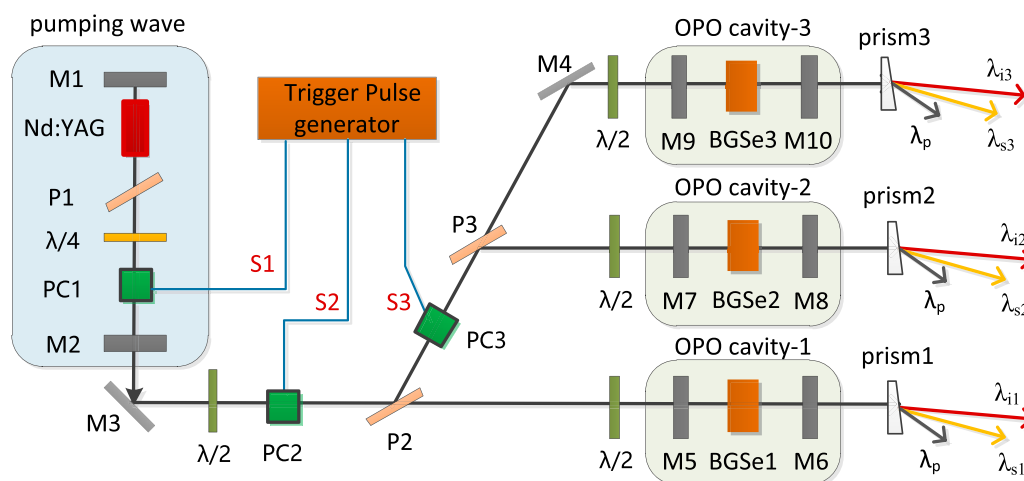 pumping wave
M1
Nd:YAG
P1
λ/4
PC1
M2
M3
Trigger Pulse
generator
S1
S2
S3
λ/2
PC2
P2
PC3
P3
M4
OPO cavity-3
λ/2
M9
BGSe3
M10
prism3
λi3
λs3
λp
OPO cavity-2
λ/2
M7
BGSe2
M8
prism2
λi2
λs2
λp
OPO cavity-1
λ/2
M5
BGSe1
M6
prism1
λi1
λs1
λp